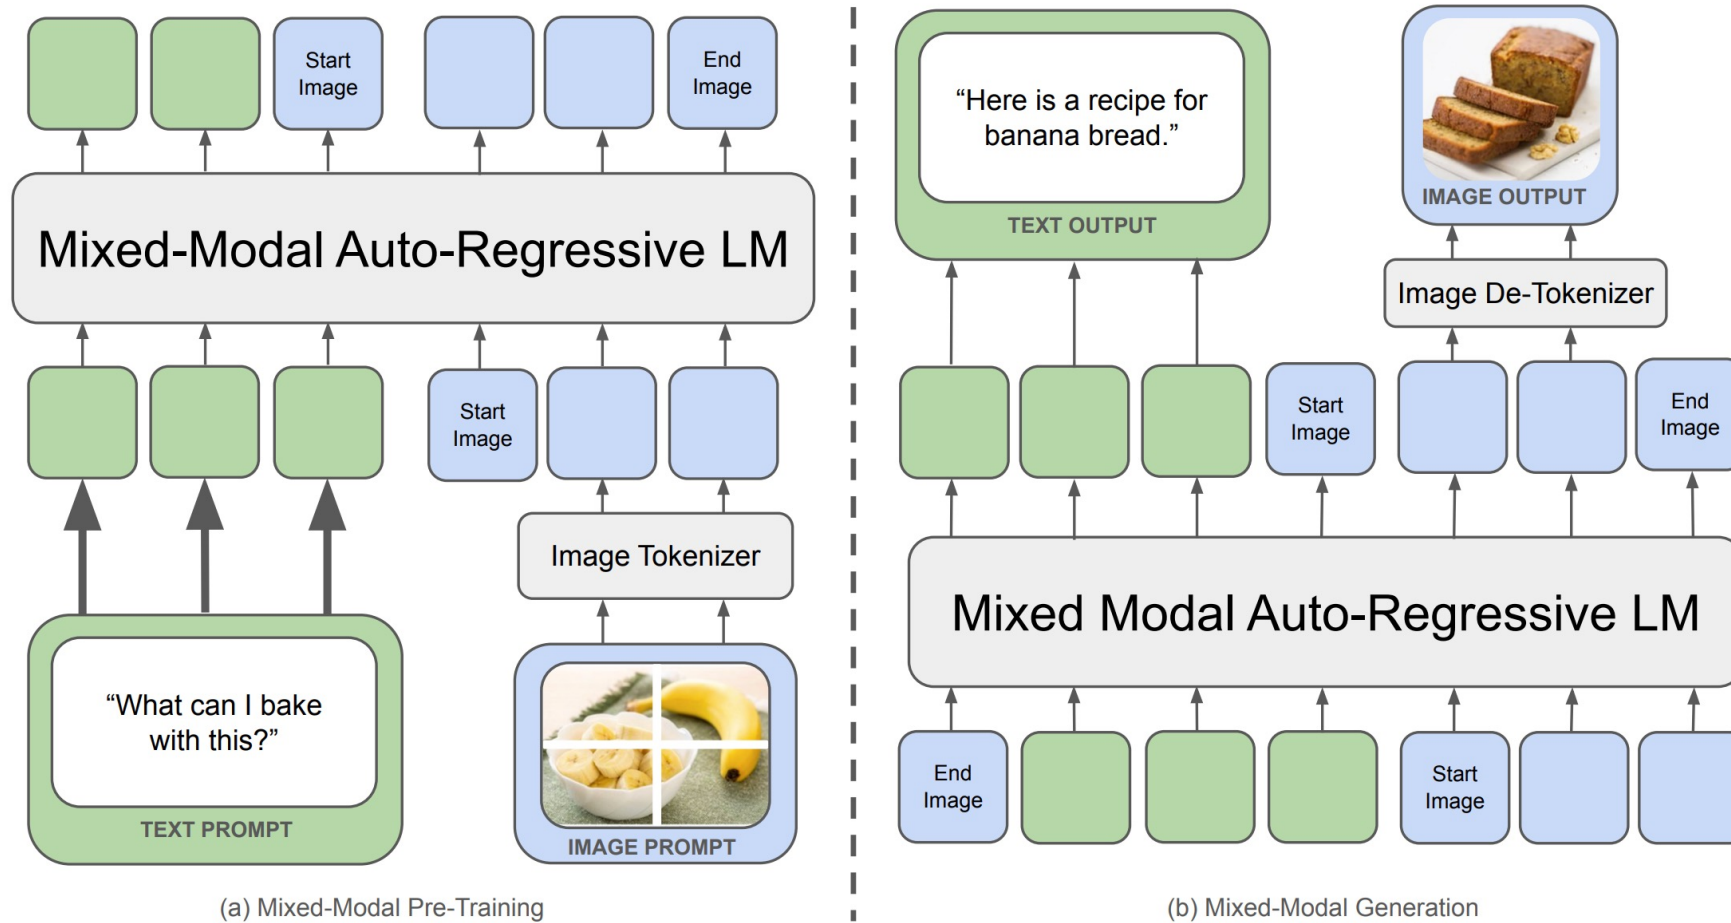 Start
Image
End
Image
Mixed-Modal Auto-Regressive LM
Start
Image
Image Tokenizer
“What can I bake
with this?”
TEXT PROMPT
IMAGE PROMPT
(a) Mixed-Modal Pre-Training
“Here is a recipe for
banana bread.”
TEXT OUTPUT
IMAGE OUTPUT
Image De-Tokenizer
Start
Image
End
Image
Mixed Modal Auto-Regressive LM
End
Image
Start
Image
(b) Mixed-Modal Generation